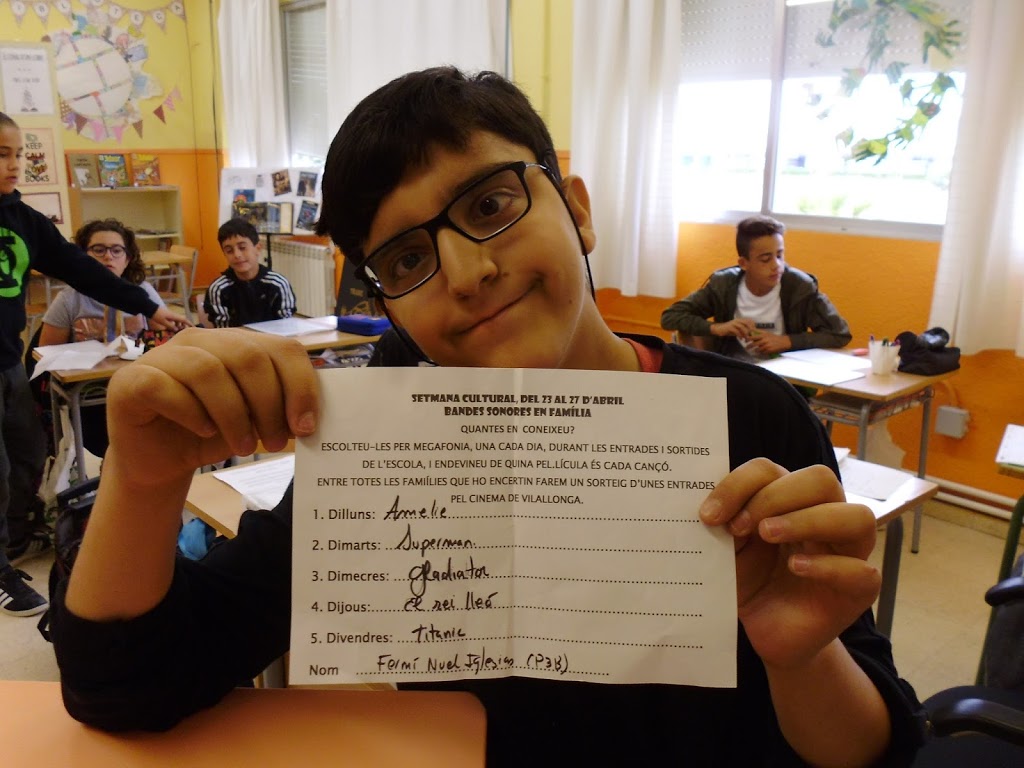 SETMANA CULTURAL, DEL 23 AL 27 D'ABRIL
BANDES SONORES EN FAMÍLIA
QUANTES EN CONEIXEU?
ESCOLTEU-LES PER MEGAFONIA, UNA CADA DIA, DURANT LES ENTRADES I SORTIDES
DE L'ESCOLA, I ENDEVINEU DE QUINA PEL.LÍCULA ÉS CADA CANÇÓ.
ENTRE TOTES LES FAMÍLIES QUE HO ENCERTIN FAREM UN SORTEIG D'UNES ENTRADES
PEL CINEMA DE VILALLONGA.
1. Dilluns: Amelie
2. Dimarts: Superman
3. Dimecres: Gladiator
4. Dijous: el rei lleó
5. Divendres: Titanic
Nom Fermí Nuel Iglesias (P3B)
KEEP
CALM
BOOKS